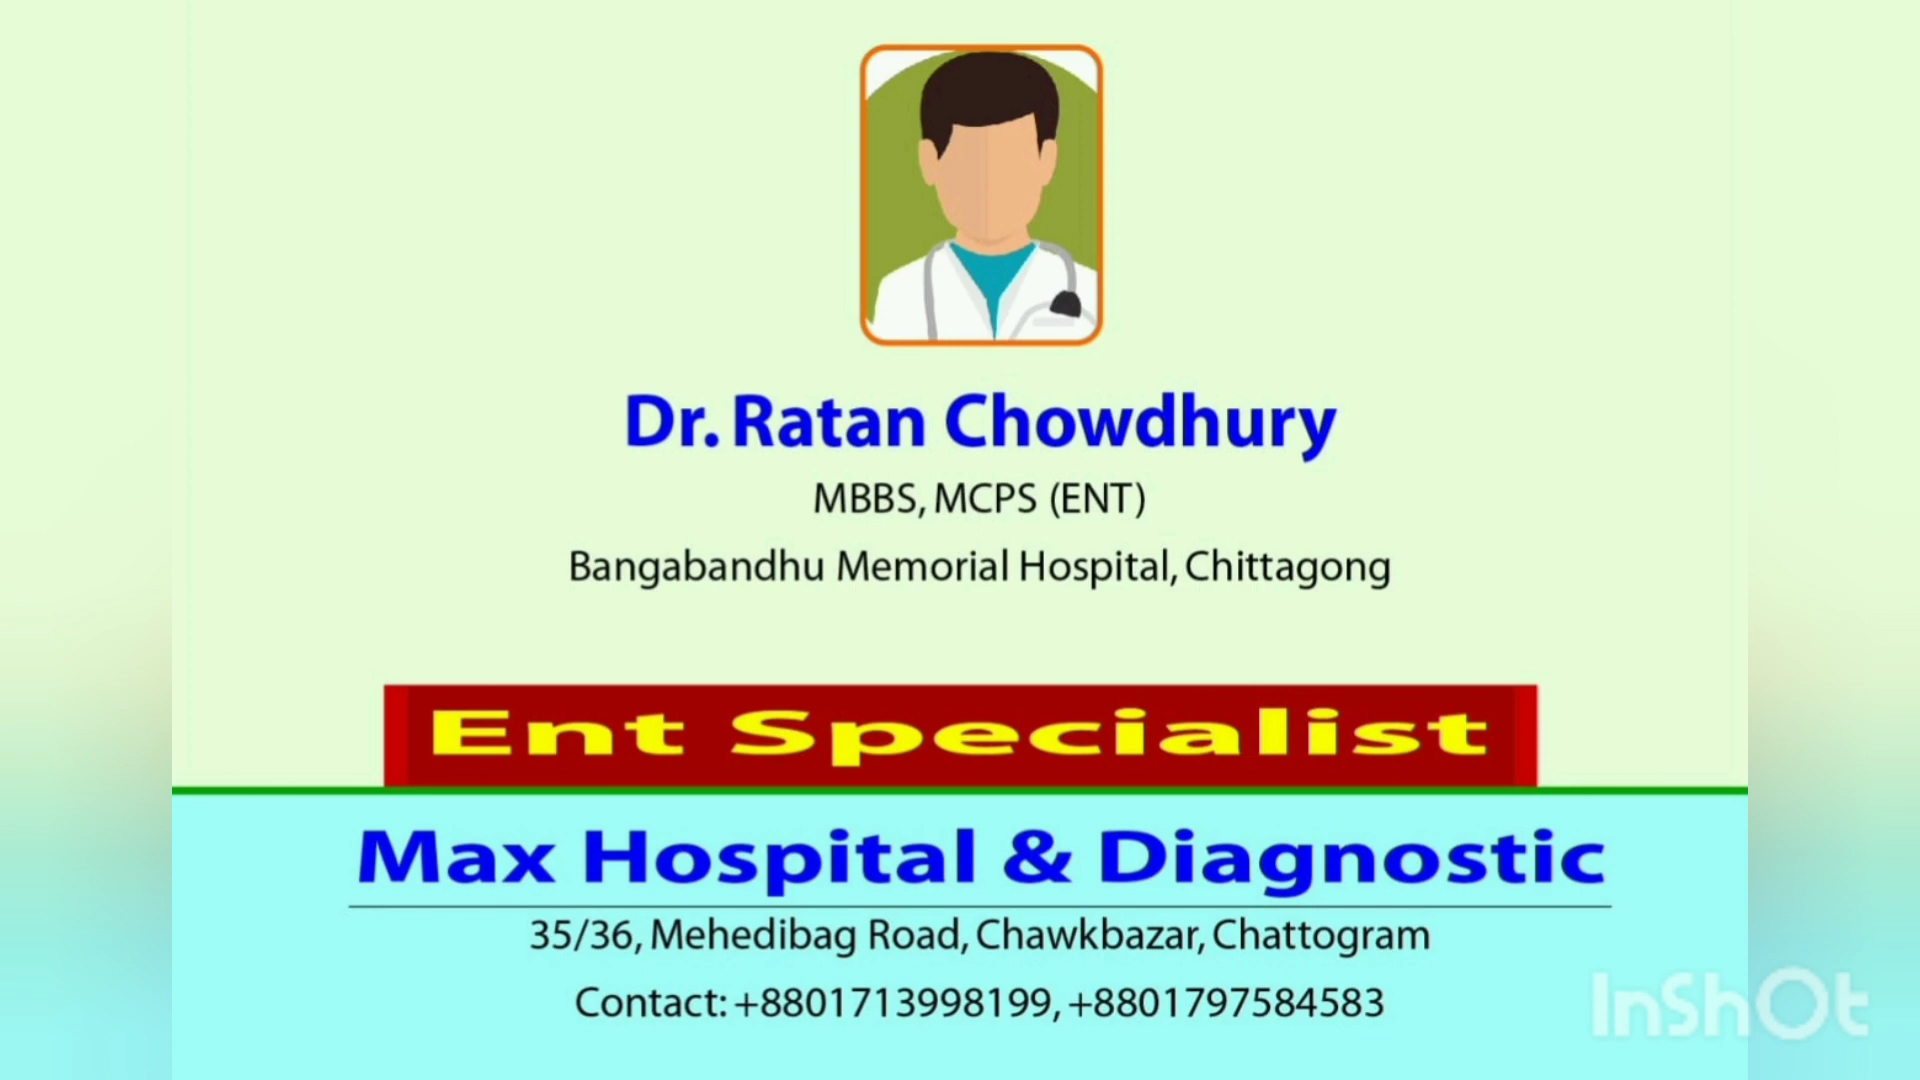 Dr. Ratan Chowdhury
MBBS, MCPS (ENT)
Bangabandhu Memorial Hospital, Chittagong
Ent Specialist
Max Hospital & Diagnostic
35/36, Mehedibag Road, Chawkbazar, Chattogram
Contact: +8801713998199, +8801797584583
InShOt